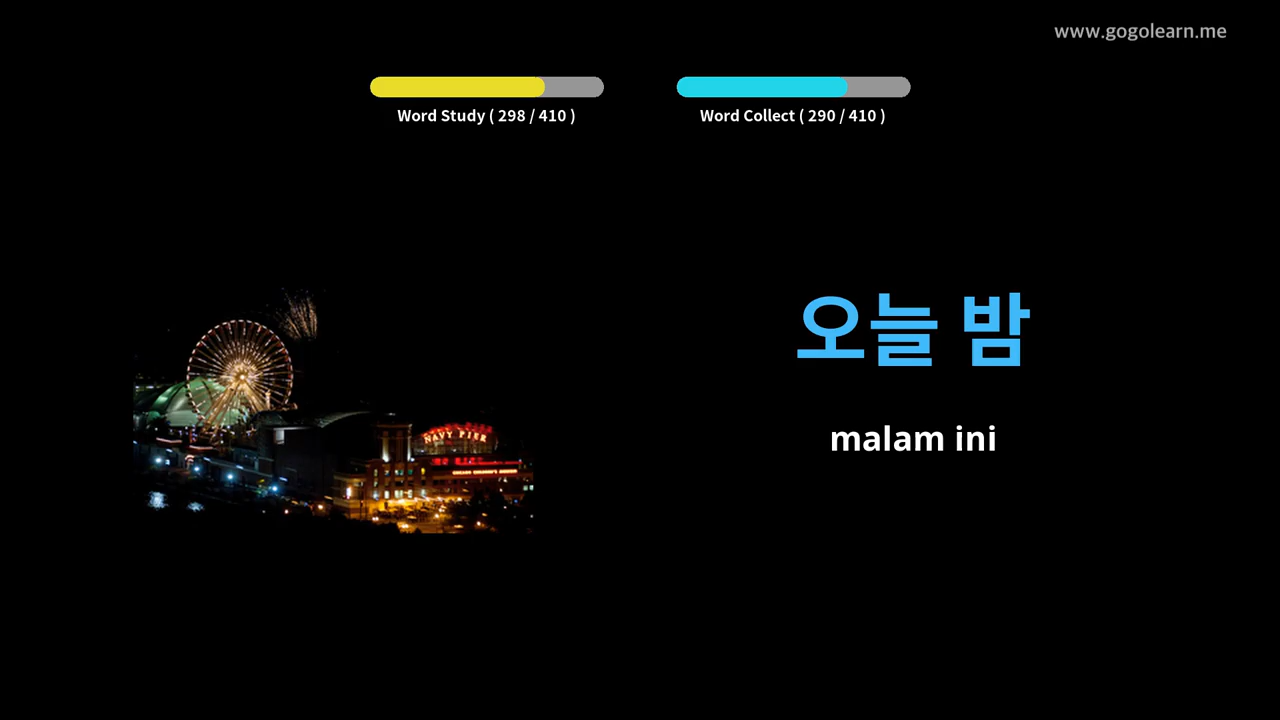 www.gogolearn.me
Word Study ( 298 / 410 )
Word Collect ( 290 / 410 )
오늘 밤
malam ini
NAVY PIER